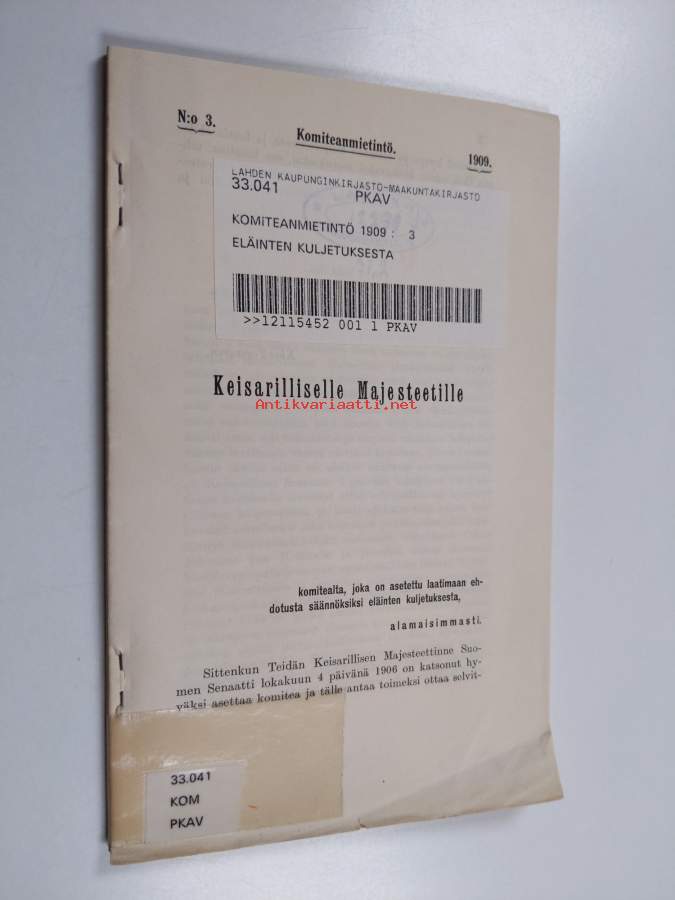 N:o 3.
Komiteanmietintö.
1909.
LAHDEN KAUPUNGINKIRJASTO-MAAKUNTAKIRJASTO
33.041 PKAV
KOMITEANMIETINTÖ 1909 : 3
ELÄINTEN KULJETUKSESTA
>>12115452 001 1 PKAV
Keisarilliselle Majesteetille
Antikvariaatti.net
komitealta, joka on asetettu laatimaan eh-
dotusta säännöksiksi eläinten kuljetuksesta,
alamaisimmasti.
Sittenkun Teidän Keisarillisen Majesteettinne Suo-
men Senaatti lokakuun 4 päivänä 1906 on katsonut hy-
väksi asettaa komitea ja tälle antaa toimeksi ottaa selvit-
33.041
KOM
PKAV